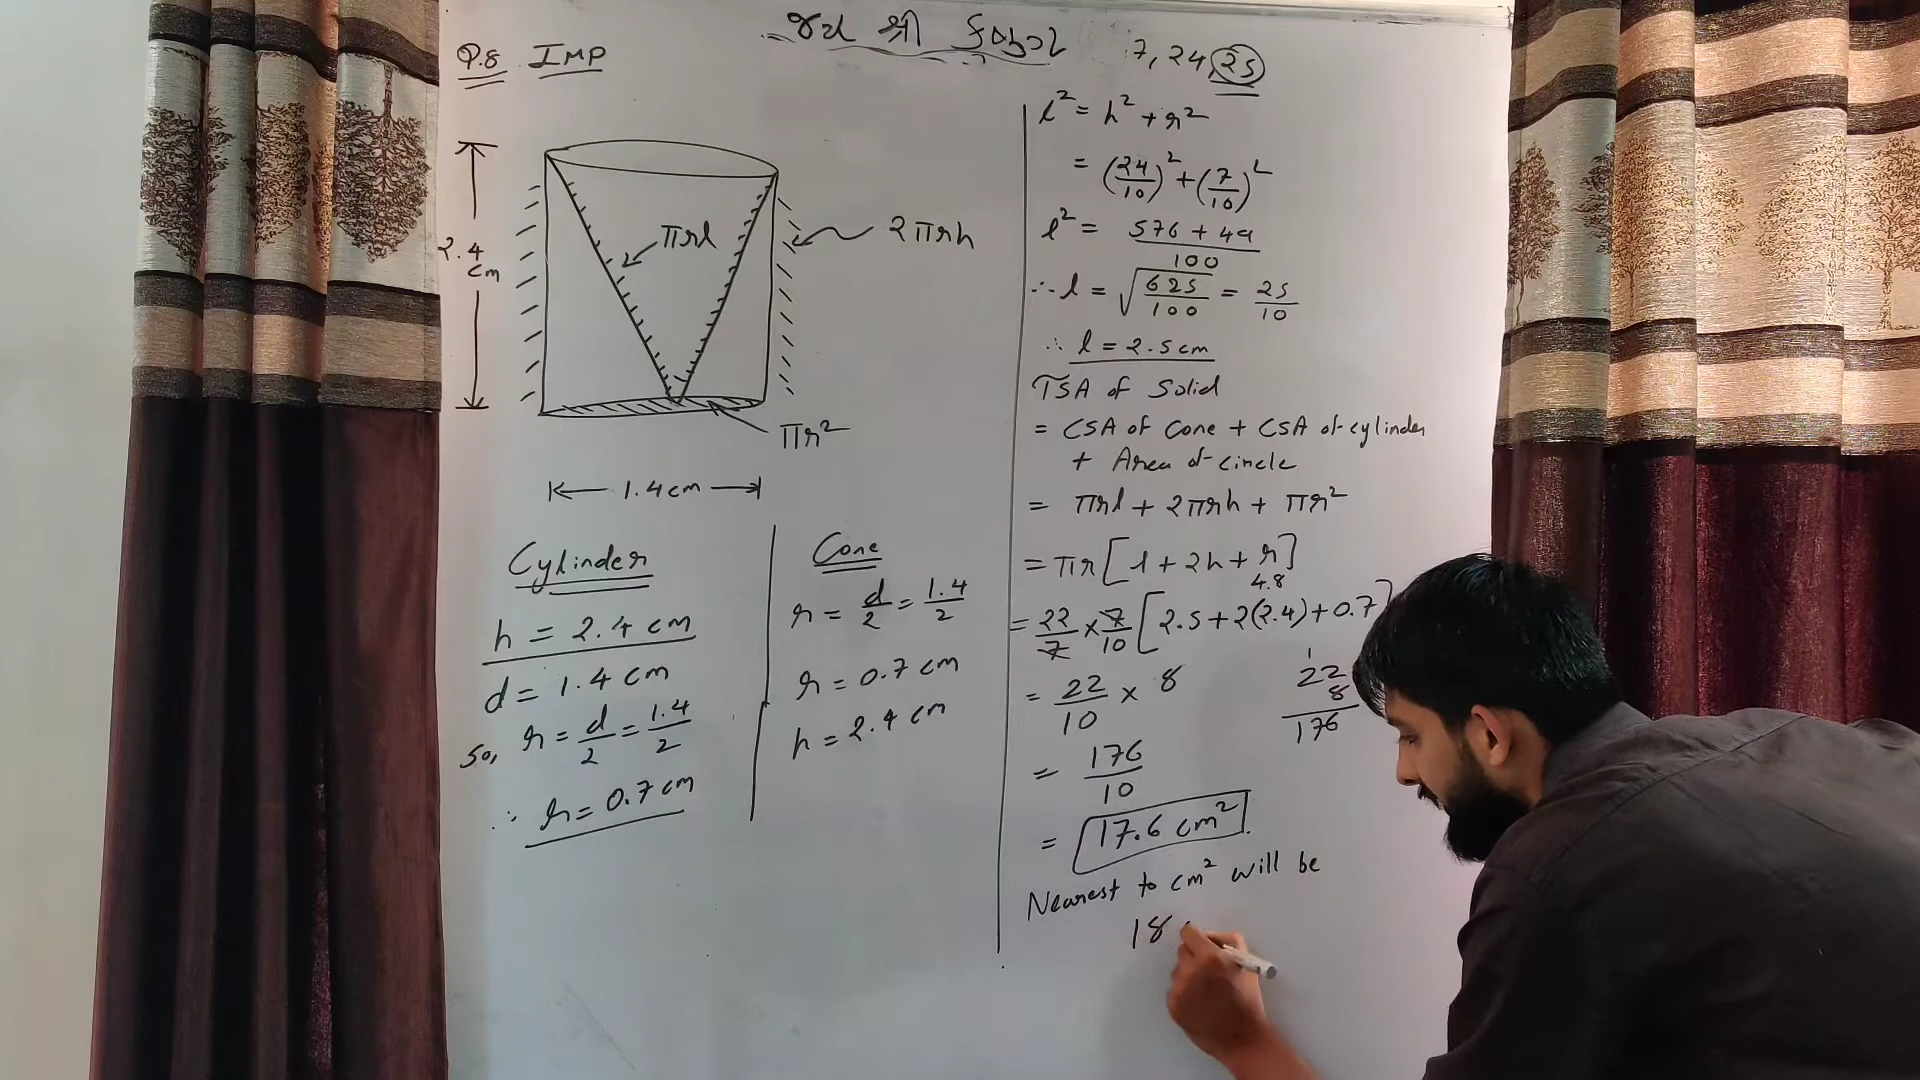 જય શ્રી
Q.8 IMP
7, 24, 25
2.4 cm
πrl
2πrh
πr²
1.4 cm
Cylinder
h = 2.4 cm
d = 1.4 cm
so, r = d/2 = 1.4/2
∴ r = 0.7 cm
Cone
r = d/2 = 1.4/2
r = 0.7 cm
h = 2.4 cm
l² = h² + r²
= (24/10)² + (7/10)²
l² = 576 + 49/100
∴ l = √625/100 = 25/10
∴ l = 2.5 cm
TSA of Solid
= CSA of Cone + CSA of cylinder
+ Area of circle
= πrl + 2πrh + πr²
= πr[l + 2h + r]
4.8
= 22/7 × 7/10 [2.5 + 2(2.4) + 0.7]
= 22/10 × 8
1
22
8
176
= 176/10
= 17.6 cm²
Nearest to cm² will be
18